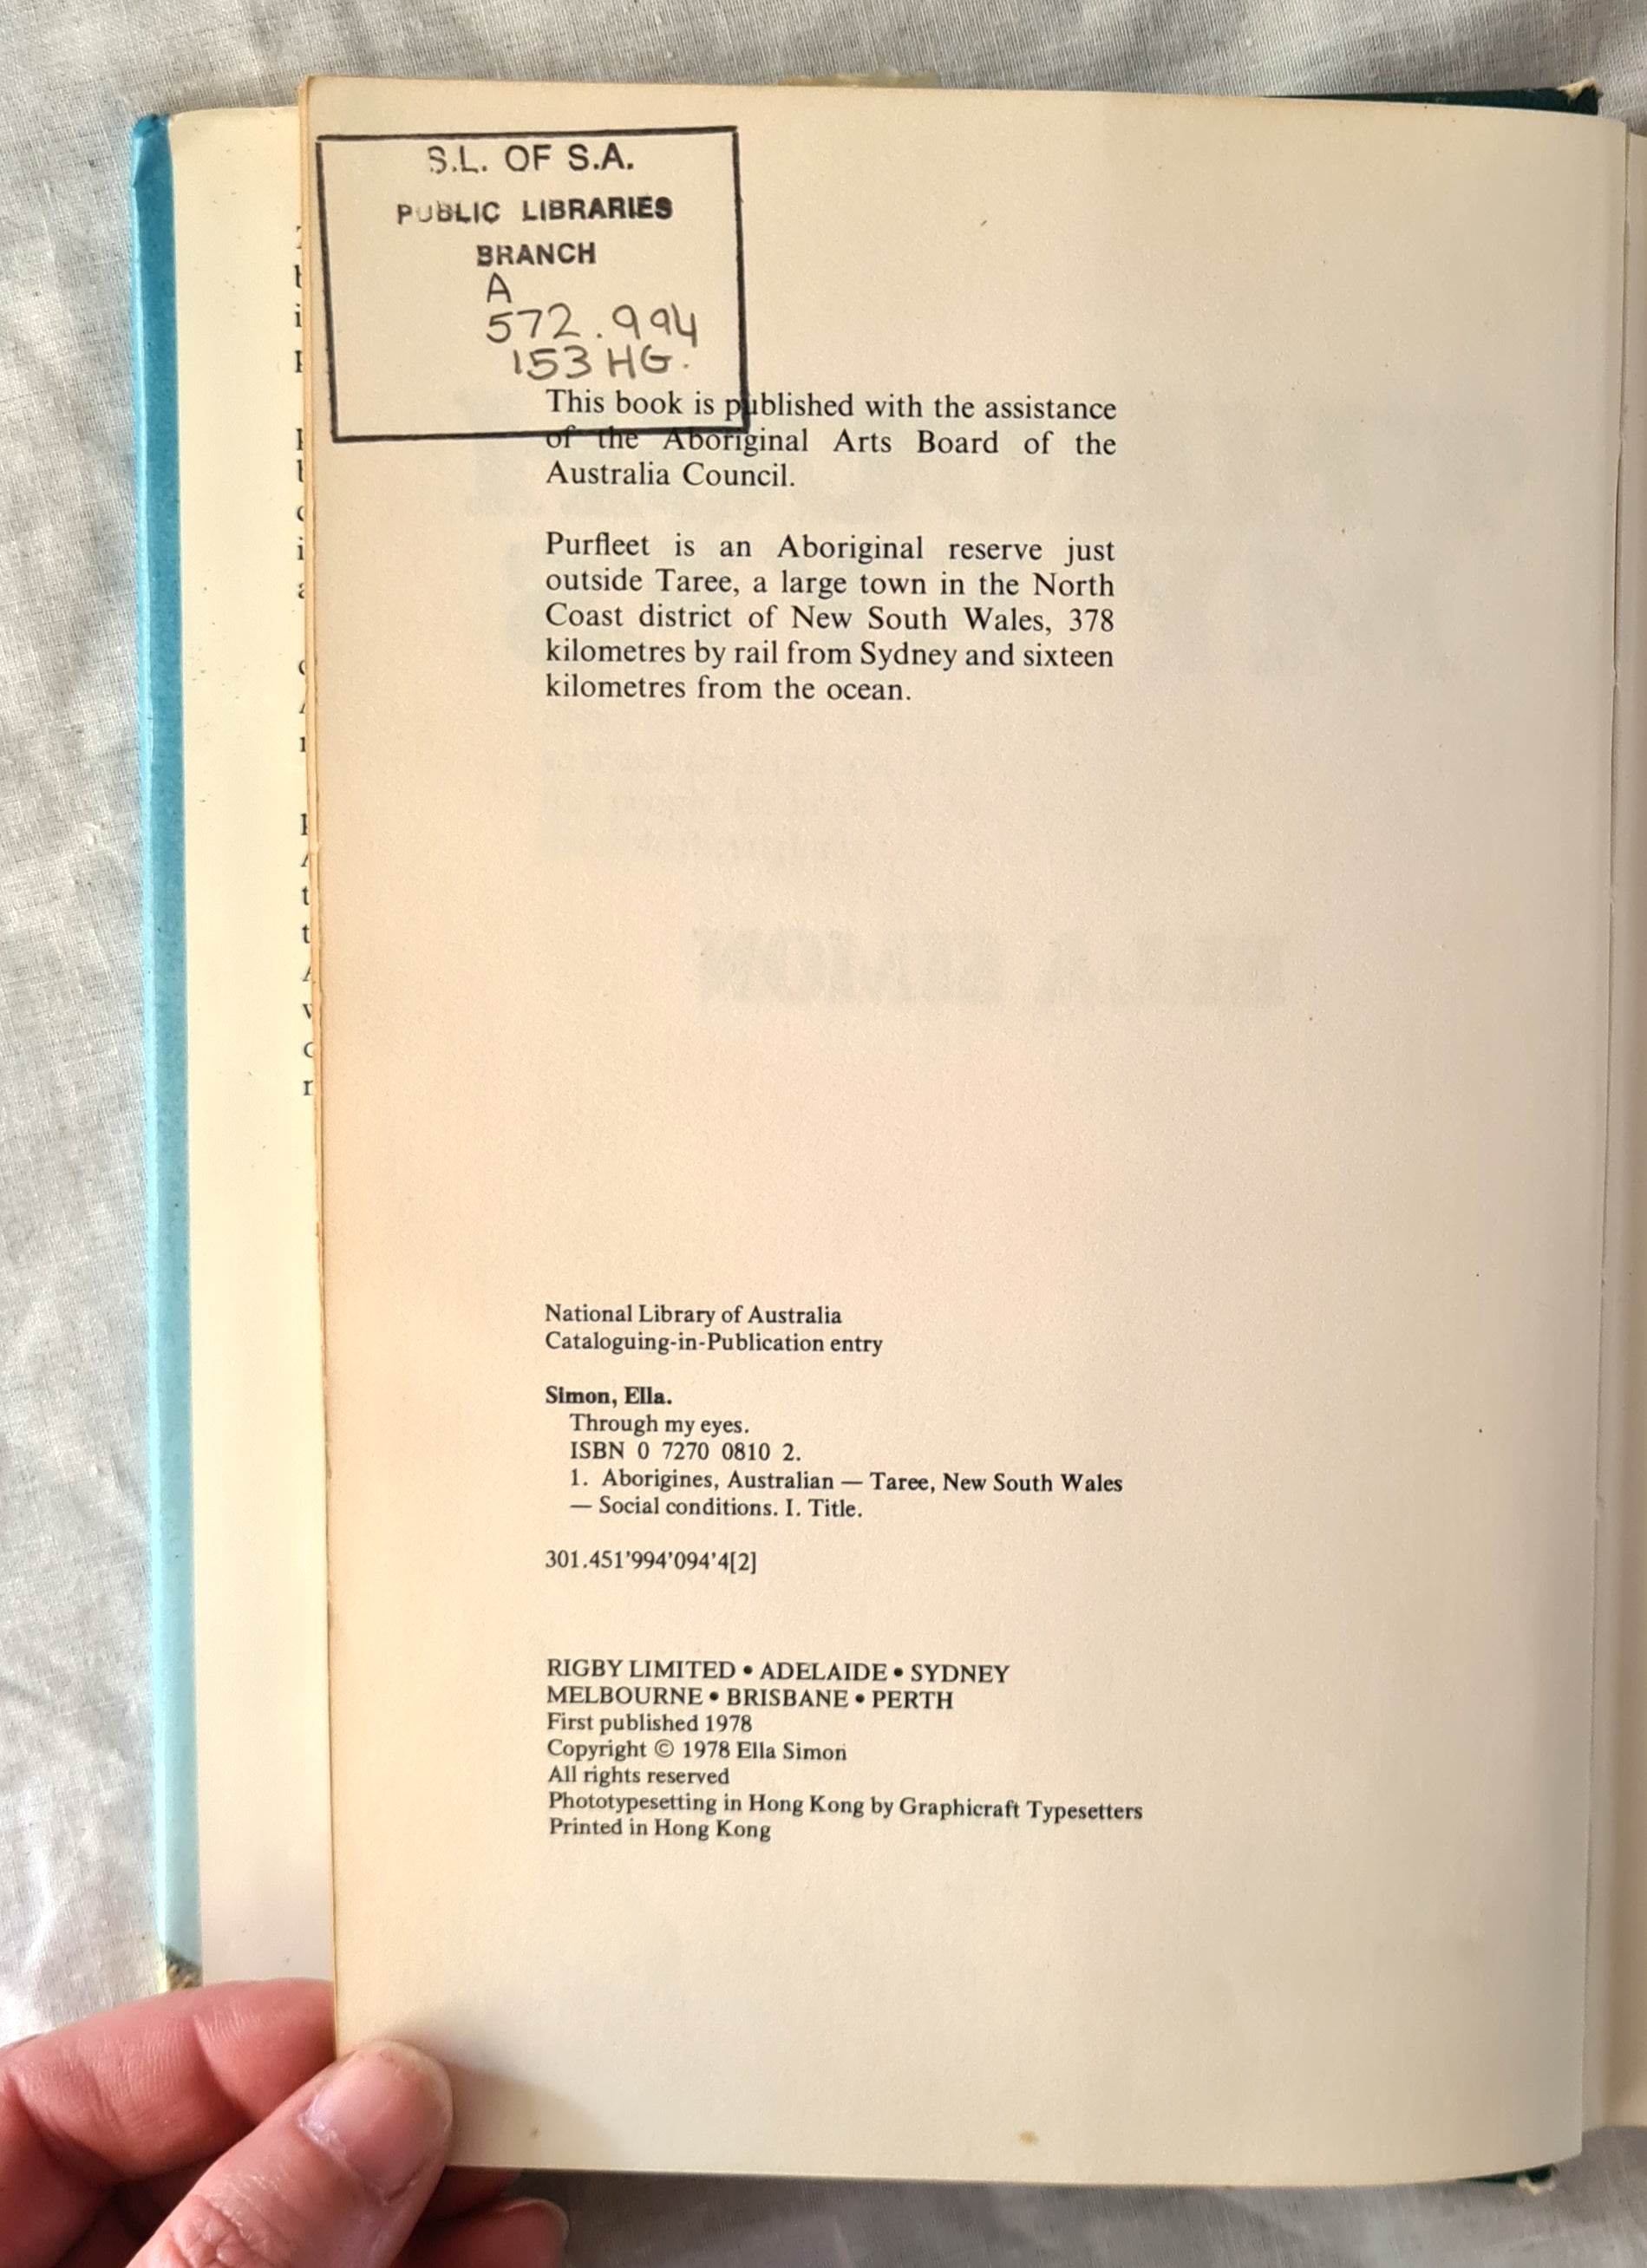 S.L. OF S.A.
PUBLIC LIBRARIES
BRANCH
A
572.994
153 HG.
This book is published with the assistance
of the Aboriginal Arts Board of the
Australia Council.
Purfleet is an Aboriginal reserve just
outside Taree, a large town in the North
Coast district of New South Wales, 378
kilometres by rail from Sydney and sixteen
kilometres from the ocean.
National Library of Australia
Cataloguing-in-Publication entry
Simon, Ella.
Through my eyes.
ISBN 0 7270 0810 2.
1. Aborigines, Australian — Taree, New South Wales
— Social conditions. I. Title.
301.451'994'094'4[2]
RIGBY LIMITED • ADELAIDE • SYDNEY
MELBOURNE • BRISBANE • PERTH
First published 1978
Copyright © 1978 Ella Simon
All rights reserved
Phototypesetting in Hong Kong by Graphicraft Typesetters
Printed in Hong Kong